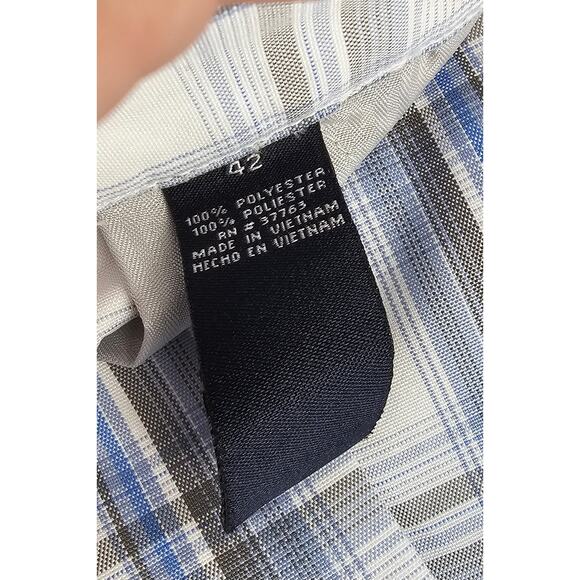 42
100% POLYESTER
100% POLIESTER
RN # 37763
MADE IN VIETNAM
HECHO EN VIETNAM